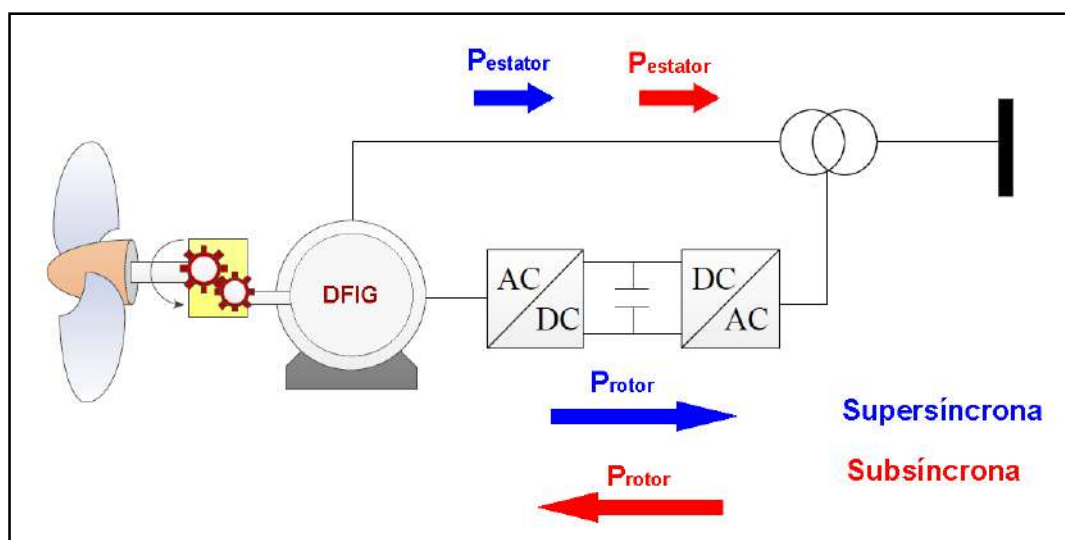 Pestator
Pestator
DFIG
AC
DC
DC
AC
Protor
Supersíncrona
Protor
Subsíncrona